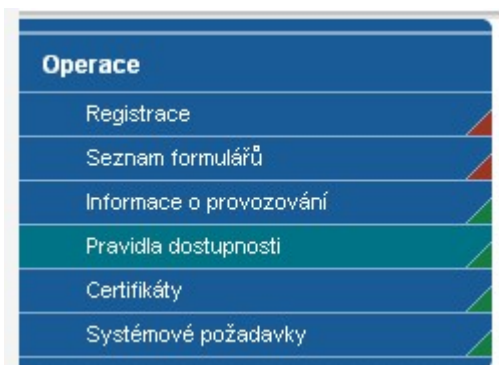 Operace
Registrace
Seznam formulářů
Informace o provozování
Pravidla dostupnosti
Certifikáty
Systémové požadavky